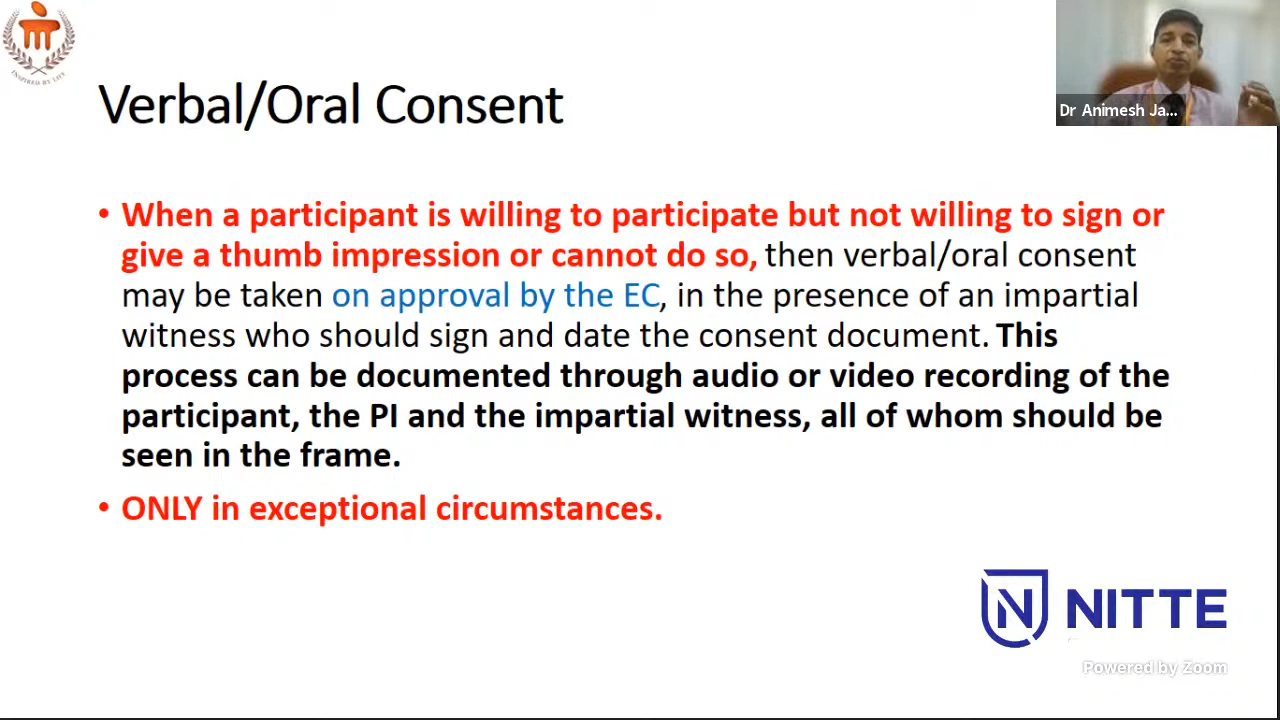 INSPIRED BY LIFE
Dr Animesh Ja...
Verbal/Oral Consent
• When a participant is willing to participate but not willing to sign or
give a thumb impression or cannot do so, then verbal/oral consent
may be taken on approval by the EC, in the presence of an impartial
witness who should sign and date the consent document. This
process can be documented through audio or video recording of the
participant, the PI and the impartial witness, all of whom should be
seen in the frame.
• ONLY in exceptional circumstances.
N NITTE
Powered by Zoom